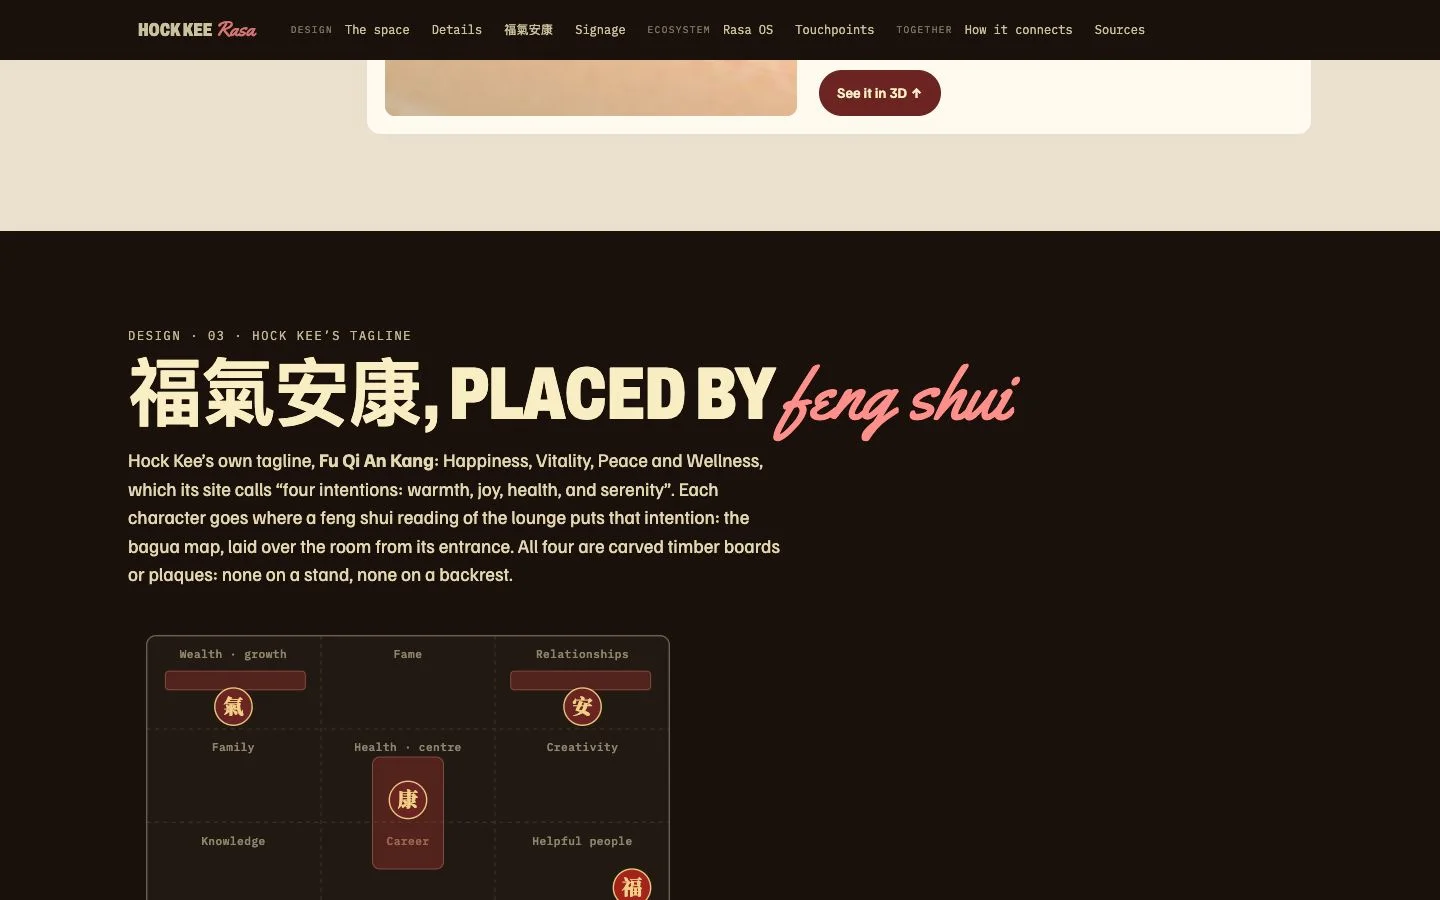 HOCK KEE Rasa DESIGN The space Details 福氣安康 Signage ECOSYSTEM Rasa OS Touchpoints TOGETHER How it connects Sources
See it in 3D ↑
DESIGN · 03 · HOCK KEE’S TAGLINE
福氣安康, PLACED BY feng shui
Hock Kee’s own tagline, Fu Qi An Kang: Happiness, Vitality, Peace and Wellness,
which its site calls “four intentions: warmth, joy, health, and serenity”. Each
character goes where a feng shui reading of the lounge puts that intention: the
bagua map, laid over the room from its entrance. All four are carved timber boards
or plaques: none on a stand, none on a backrest.
Wealth · growth Fame Relationships
氣 安
Family Health · centre Creativity
康
Knowledge Career Helpful people
福